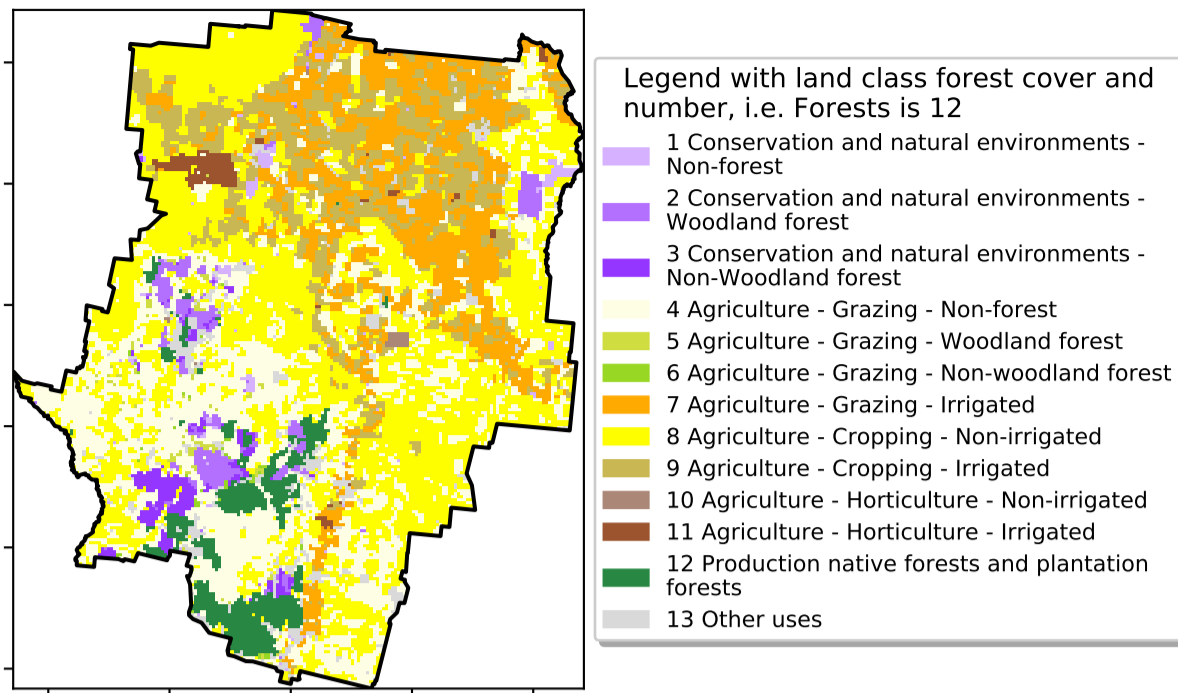 Legend with land class forest cover and
number, i.e. Forests is 12
1 Conservation and natural environments -
Non-forest
2 Conservation and natural environments -
Woodland forest
3 Conservation and natural environments -
Non-Woodland forest
4 Agriculture - Grazing - Non-forest
5 Agriculture - Grazing - Woodland forest
6 Agriculture - Grazing - Non-woodland forest
7 Agriculture - Grazing - Irrigated
8 Agriculture - Cropping - Non-irrigated
9 Agriculture - Cropping - Irrigated
10 Agriculture - Horticulture - Non-irrigated
11 Agriculture - Horticulture - Irrigated
12 Production native forests and plantation
forests
13 Other uses